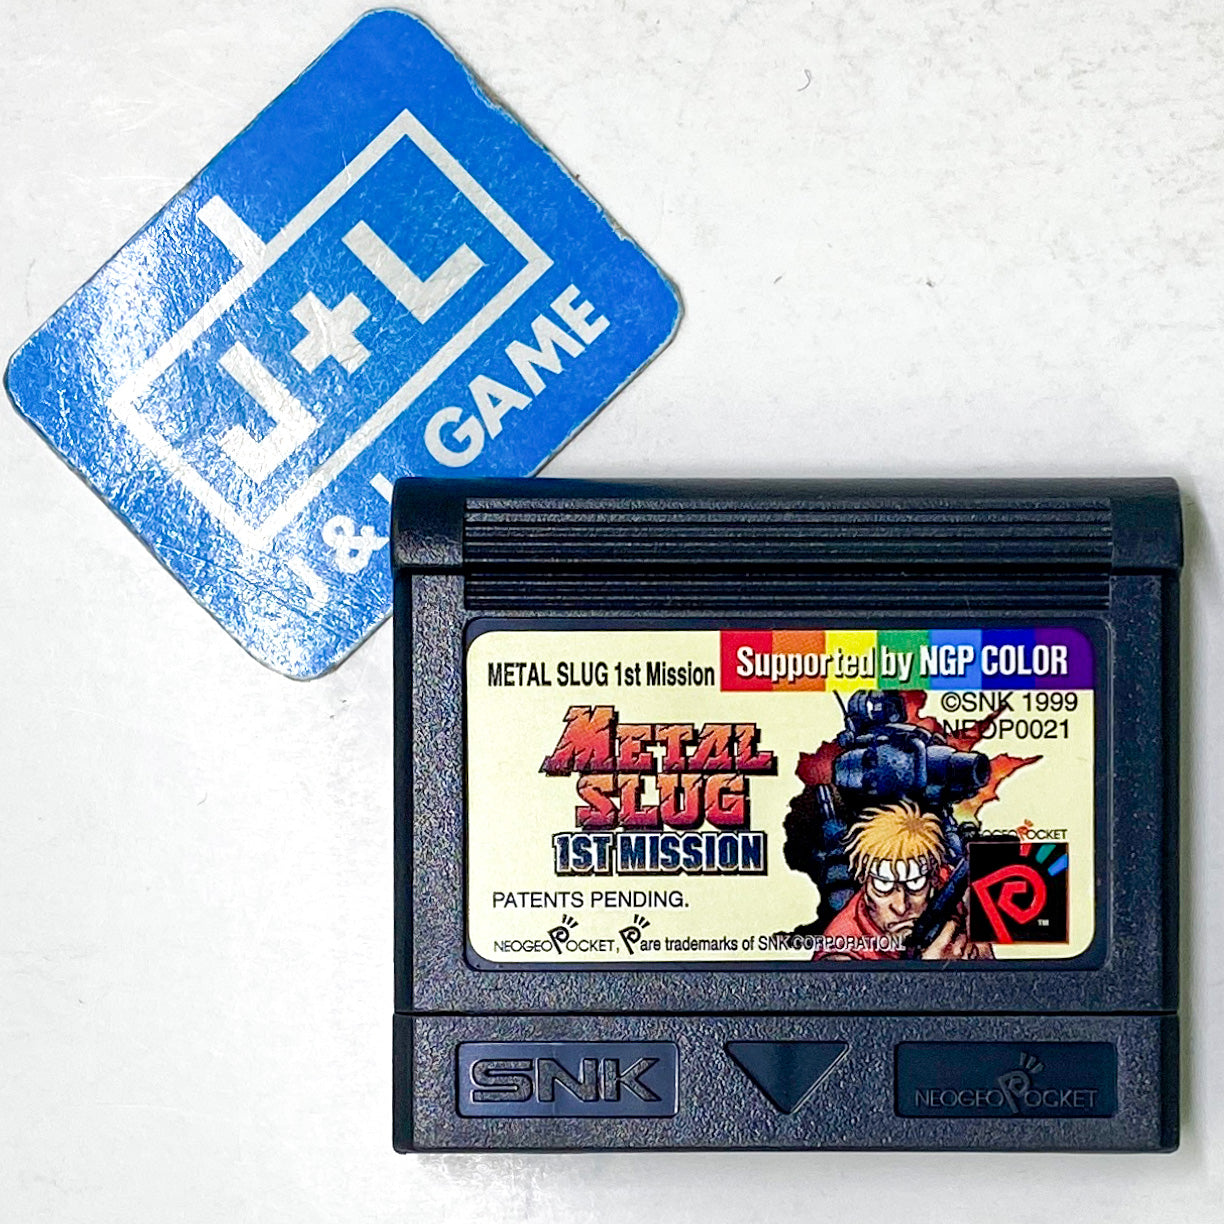 J+L
J & L GAME
METAL SLUG 1st Mission
Supported by NGP COLOR
©SNK 1999
NEOP0021
METAL
SLUG
1ST MISSION
NEOGEO POCKET
TM
PATENTS PENDING.
NEOGEO POCKET, P are trademarks of SNK CORPORATION.
SNK
NEOGEO POCKET